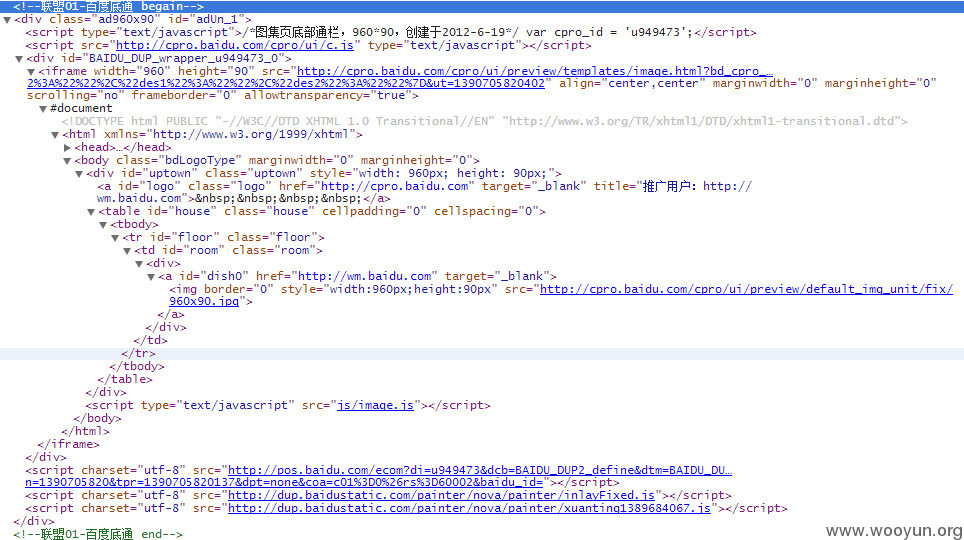 <!--联盟01-百度底通 begain-->
<div class="ad960x90" id="adUn_1">
<script type="text/javascript">/*图集页底部通栏，960*90，创建于2012-6-19*/ var cpro_id = 'u949473';</script>
<script src="http://cpro.baidu.com/cpro/ui/c.js" type="text/javascript"></script>
<div id="BAIDU_DUP_wrapper_u949473_0">
<iframe width="960" height="90" src="http://cpro.baidu.com/cpro/ui/preview/templates/image.html?bd_cpro_…
2%3A%22%22%2C%22des1%22%3A%22%22%2C%22des2%22%3A%22%22%7D&ut=1390705820402" align="center,center" marginwidth="0" marginheight="0"
scrolling="no" frameborder="0" allowtransparency="true">
#document
<!DOCTYPE html PUBLIC "-//W3C//DTD XHTML 1.0 Transitional//EN" "http://www.w3.org/TR/xhtml1/DTD/xhtml1-transitional.dtd">
<html xmlns="http://www.w3.org/1999/xhtml">
<head>…</head>
<body class="bdLogoType" marginwidth="0" marginheight="0">
<div id="uptown" class="uptown" style="width: 960px; height: 90px;">
<a id="logo" class="logo" href="http://cpro.baidu.com" target="_blank" title="推广用户: http://
wm.baidu.com">&nbsp;&nbsp;&nbsp;&nbsp;</a>
<table id="house" class="house" cellpadding="0" cellspacing="0">
<tbody>
<tr id="floor" class="floor">
<td id="room" class="room">
<div>
<a id="dish0" href="http://wm.baidu.com" target="_blank">
<img border="0" style="width:960px;height:90px" src="http://cpro.baidu.com/cpro/ui/preview/default_img_unit/fix/
960x90.jpg">
</a>
</div>
</td>
</tr>
</tbody>
</table>
</div>
<script type="text/javascript" src="js/image.js"></script>
</body>
</html>
</iframe>
</div>
<script charset="utf-8" src="http://pos.baidu.com/ecom?di=u949473&dcb=BAIDU_DUP2_define&dtm=BAIDU_DU…
n=1390705820&tpr=1390705820137&dpt=none&coa=c01%3D0%26rs%3D60002&baidu_id="></script>
<script charset="utf-8" src="http://dup.baidustatic.com/painter/nova/painter/inlayFixed.js"></script>
<script charset="utf-8" src="http://dup.baidustatic.com/painter/nova/painter/xuanting1389684067.js"></script>
</div>
<!--联盟01-百度底通 end-->
www.wooyun.org